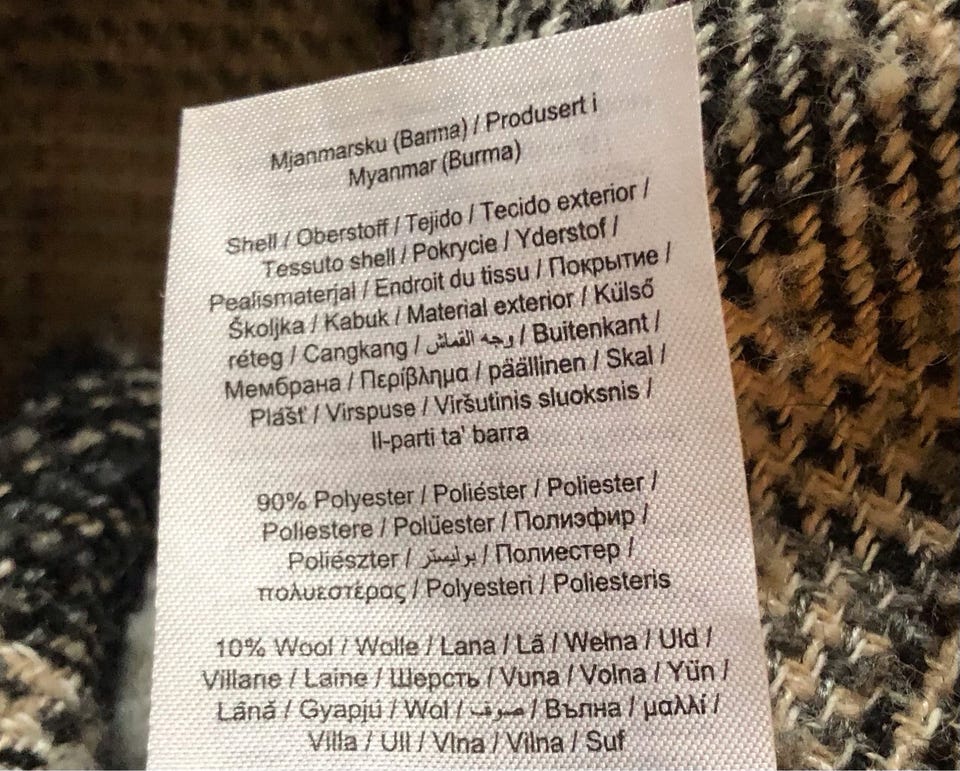 Mjanmarsku (Barma) / Produsert i
Myanmar (Burma)
Shell / Oberstoff / Tejido / Tecido exterior /
Tessuto shell / Pokrycie / Yderstof /
Pealismaterjal / Endroit du tissu / Покрытие /
Školjka / Kabuk / Material exterior / Külső
réteg / Cangkang / وجه القماش / Buitenkant /
Мембрана / Περίβλημα / päällinen / Skal /
Plášť / Virspuse / Viršutinis sluoksnis /
Il-parti ta' barra
90% Polyester / Poliéster / Poliester /
Poliestere / Polüester / Полиэфир /
Poliészter / بوليستر / Полиестер /
πολυεστέρας / Polyesteri / Poliesteris
10% Wool / Wolle / Lana / Lã / Wełna / Uld /
Villane / Laine / Шерсть / Vuna / Volna / Yün /
Lână / Gyapjú / Wol / صوف / Вълна / μαλλί /
Villa / Ull / Vlna / Vilna / Suf